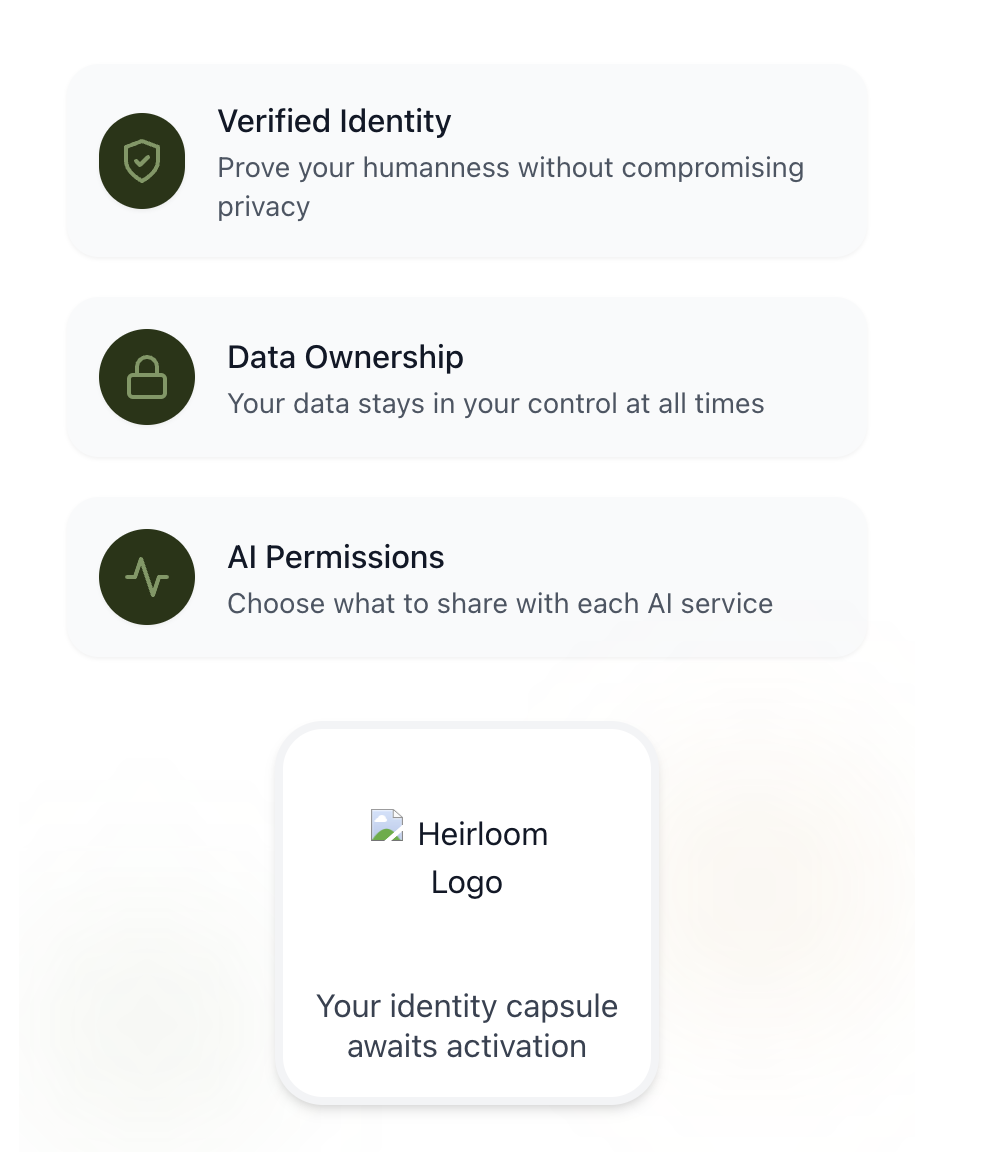 Verified Identity
Prove your humanness without compromising
privacy
Data Ownership
Your data stays in your control at all times
AI Permissions
Choose what to share with each AI service
Heirloom
Logo
Your identity capsule
awaits activation